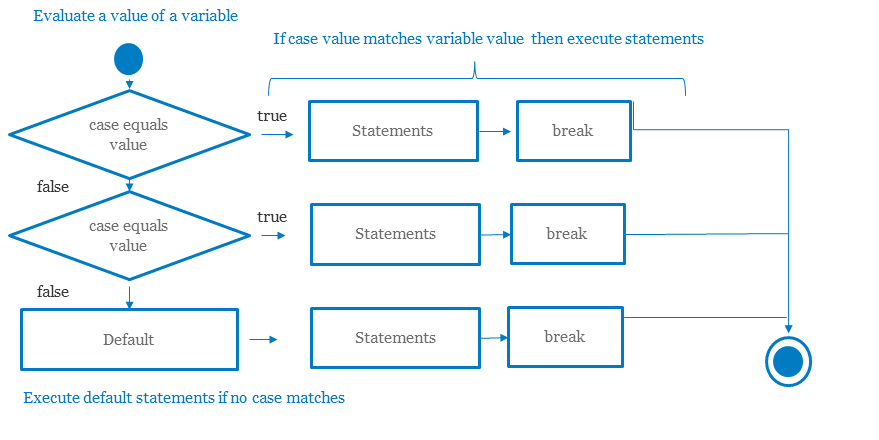 Evaluate a value of a variable
If case value matches variable value then execute statements
case equals
value
true
Statements
break
false
case equals
value
true
Statements
break
false
Default
Statements
break
Execute default statements if no case matches